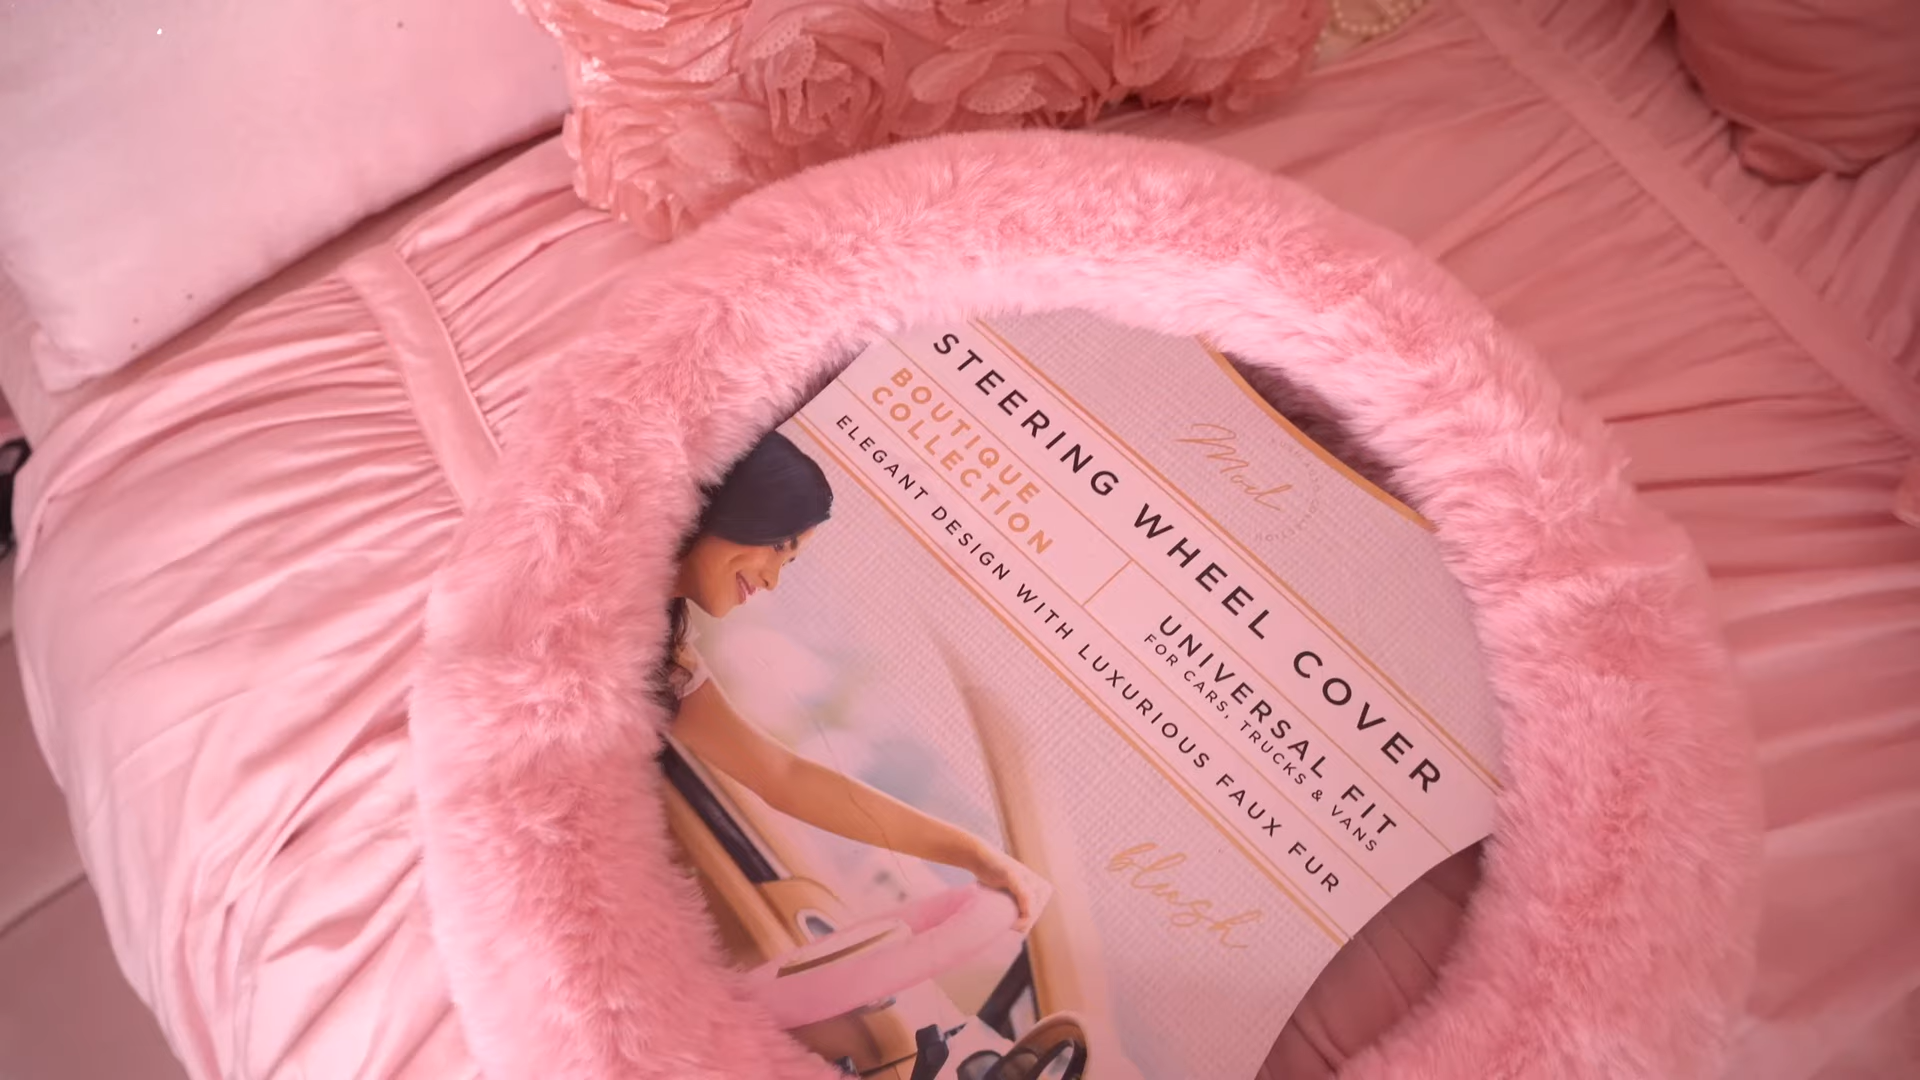 Mod
STEERING WHEEL COVER
BOUTIQUE
COLLECTION
UNIVERSAL FIT
FOR CARS, TRUCKS & VANS
ELEGANT DESIGN WITH LUXURIOUS FAUX FUR
blush